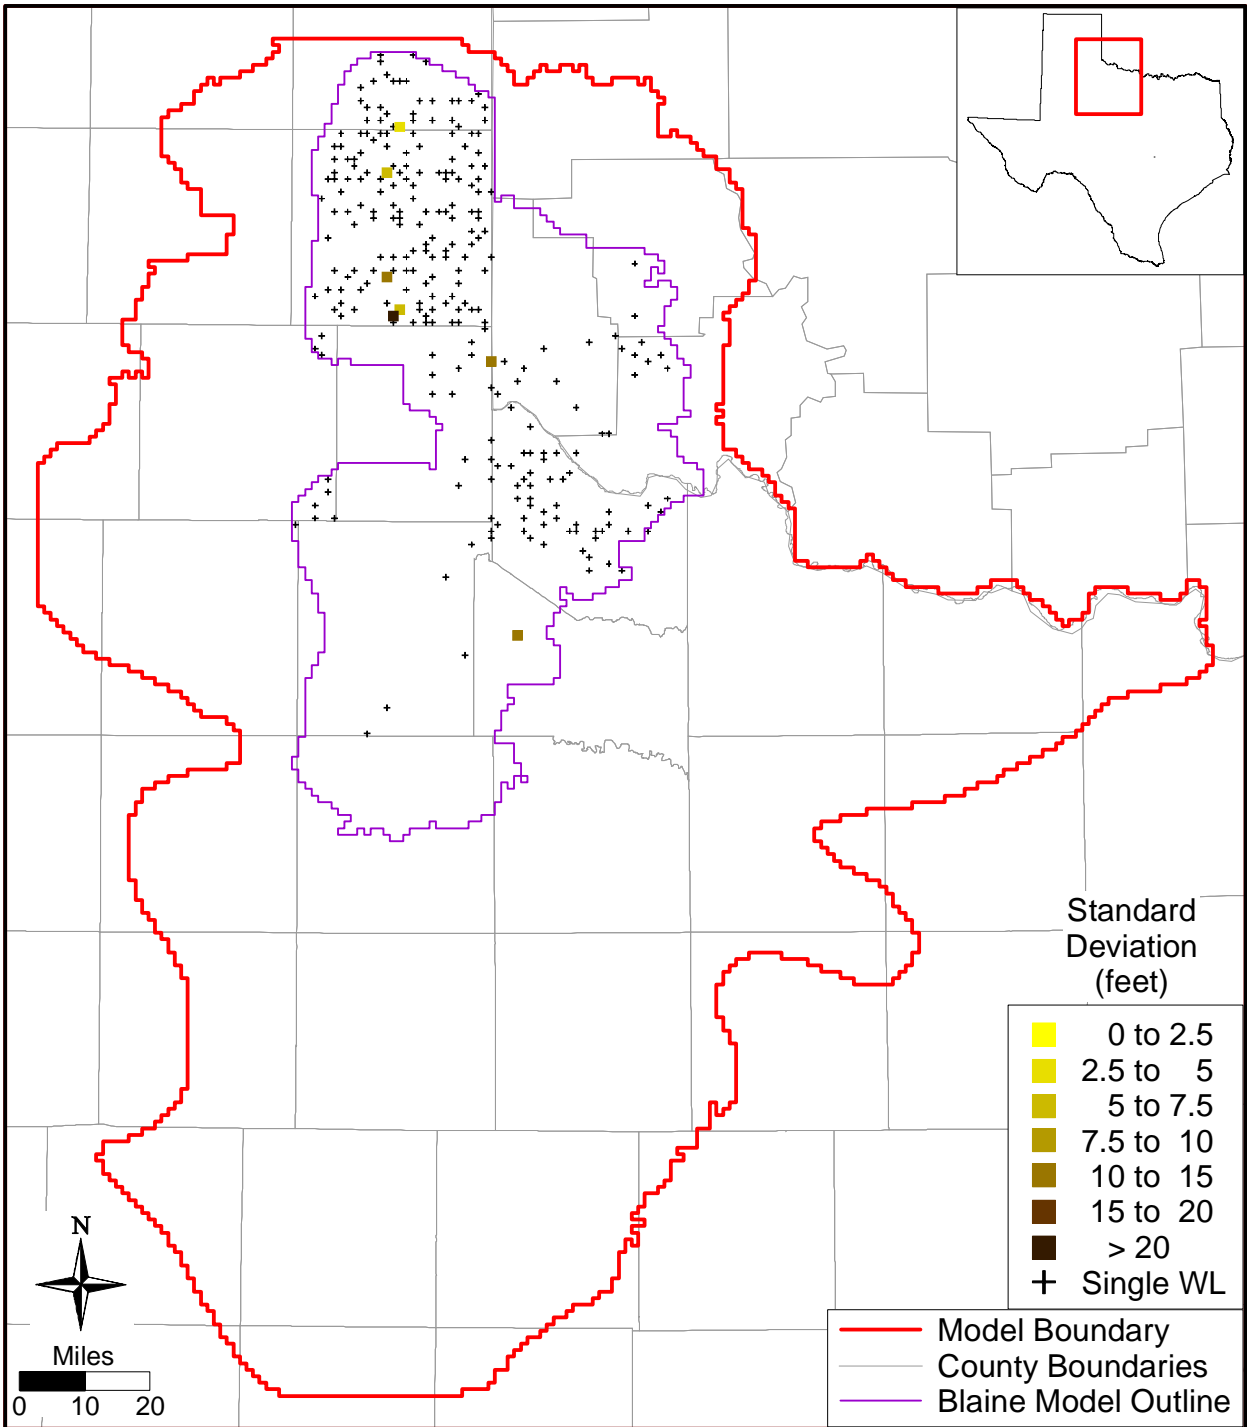 Standard
Deviation
(feet)
0 to 2.5
2.5 to 5
5 to 7.5
7.5 to 10
10 to 15
15 to 20
> 20
Single WL
N
Miles
0 10 20
Model Boundary
County Boundaries
Blaine Model Outline